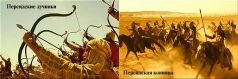 Персидские лучники
Персидская конница